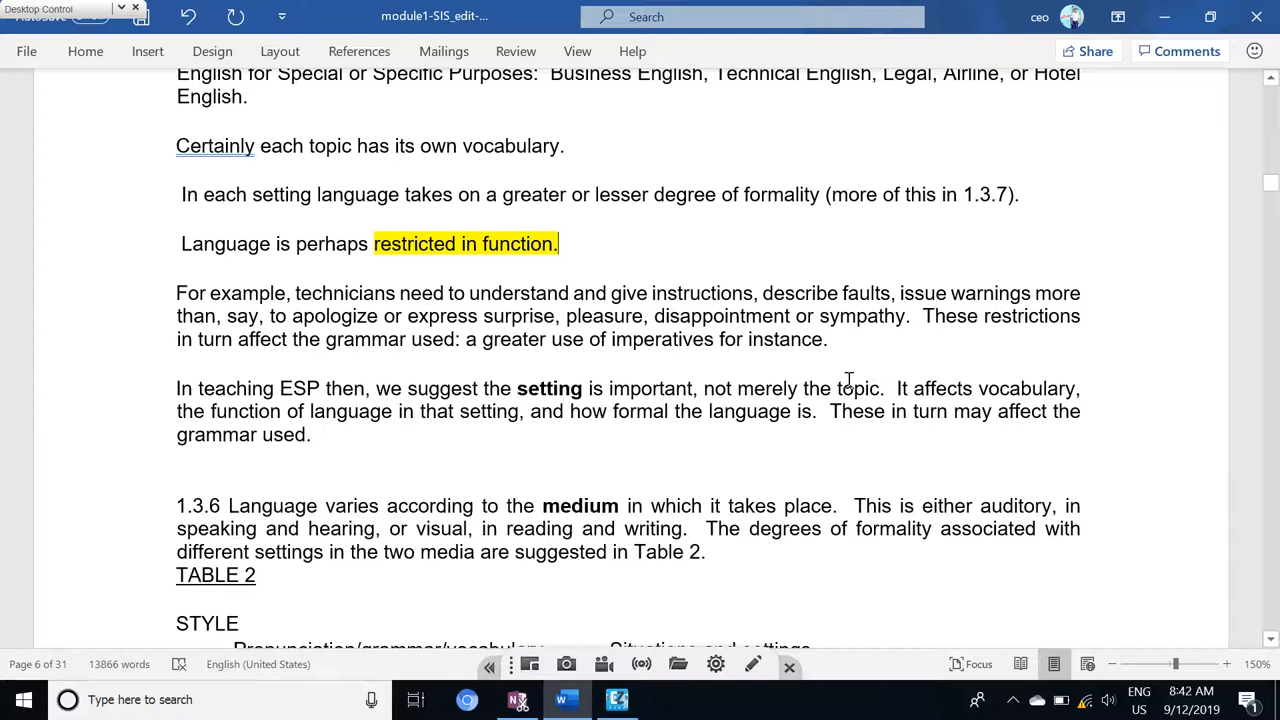 Desktop Control
module1-SIS_edit-...
Search
ceo
File Home Insert Design Layout References Mailings Review View Help
Share Comments
English for Special or Specific Purposes: Business English, Technical English, Legal, Airline, or Hotel
English.
Certainly each topic has its own vocabulary.
In each setting language takes on a greater or lesser degree of formality (more of this in 1.3.7).
Language is perhaps restricted in function.
For example, technicians need to understand and give instructions, describe faults, issue warnings more
than, say, to apologize or express surprise, pleasure, disappointment or sympathy. These restrictions
in turn affect the grammar used: a greater use of imperatives for instance.
In teaching ESP then, we suggest the setting is important, not merely the topic. It affects vocabulary,
the function of language in that setting, and how formal the language is. These in turn may affect the
grammar used.
1.3.6 Language varies according to the medium in which it takes place. This is either auditory, in
speaking and hearing, or visual, in reading and writing. The degrees of formality associated with
different settings in the two media are suggested in Table 2.
TABLE 2
STYLE
Pronunciation/grammar/vocabulary Situations and settings
Page 6 of 31 13866 words English (United States) Focus 150%
Type here to search
ENG
US
8:42 AM
9/12/2019
1